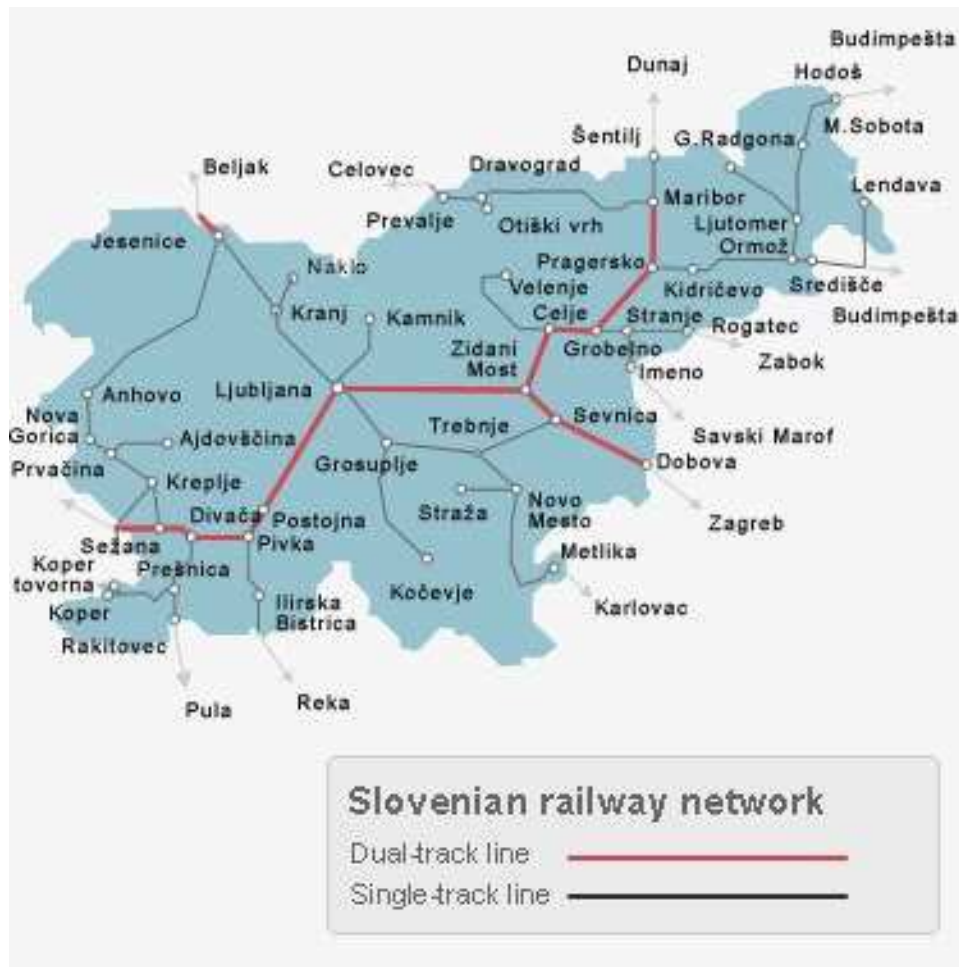 Budimpešta
Dunaj
Hodoš
Šentilj
G.Radgona
M.Sobota
Beljak
Celovec
Dravograd
Lendava
Prevalje
Otiški vrh
Maribor
Ljutomer
Jesenice
Ormož
Naklo
Pragersko
Velenje
Kidričevo
Središče
Kranj
Kamnik
Celje
Stranje
Rogatec
Budimpešta
Zidani
Most
Grobelno
Imeno
Zabok
Anhovo
Ljubljana
Nova
Gorica
Ajdovščina
Trebnje
Sevnica
Savski Marof
Prvačina
Grosuplje
Dobova
Kreplje
Divača
Postojna
Straža
Novo
Mesto
Zagreb
Sežana
Pivka
Koper
tovorna
Prešnica
Metlika
Kočevje
Koper
Ilirska
Bistrica
Karlovac
Rakitovec
Pula
Reka
Slovenian railway network
Dual-track line
Single-track line